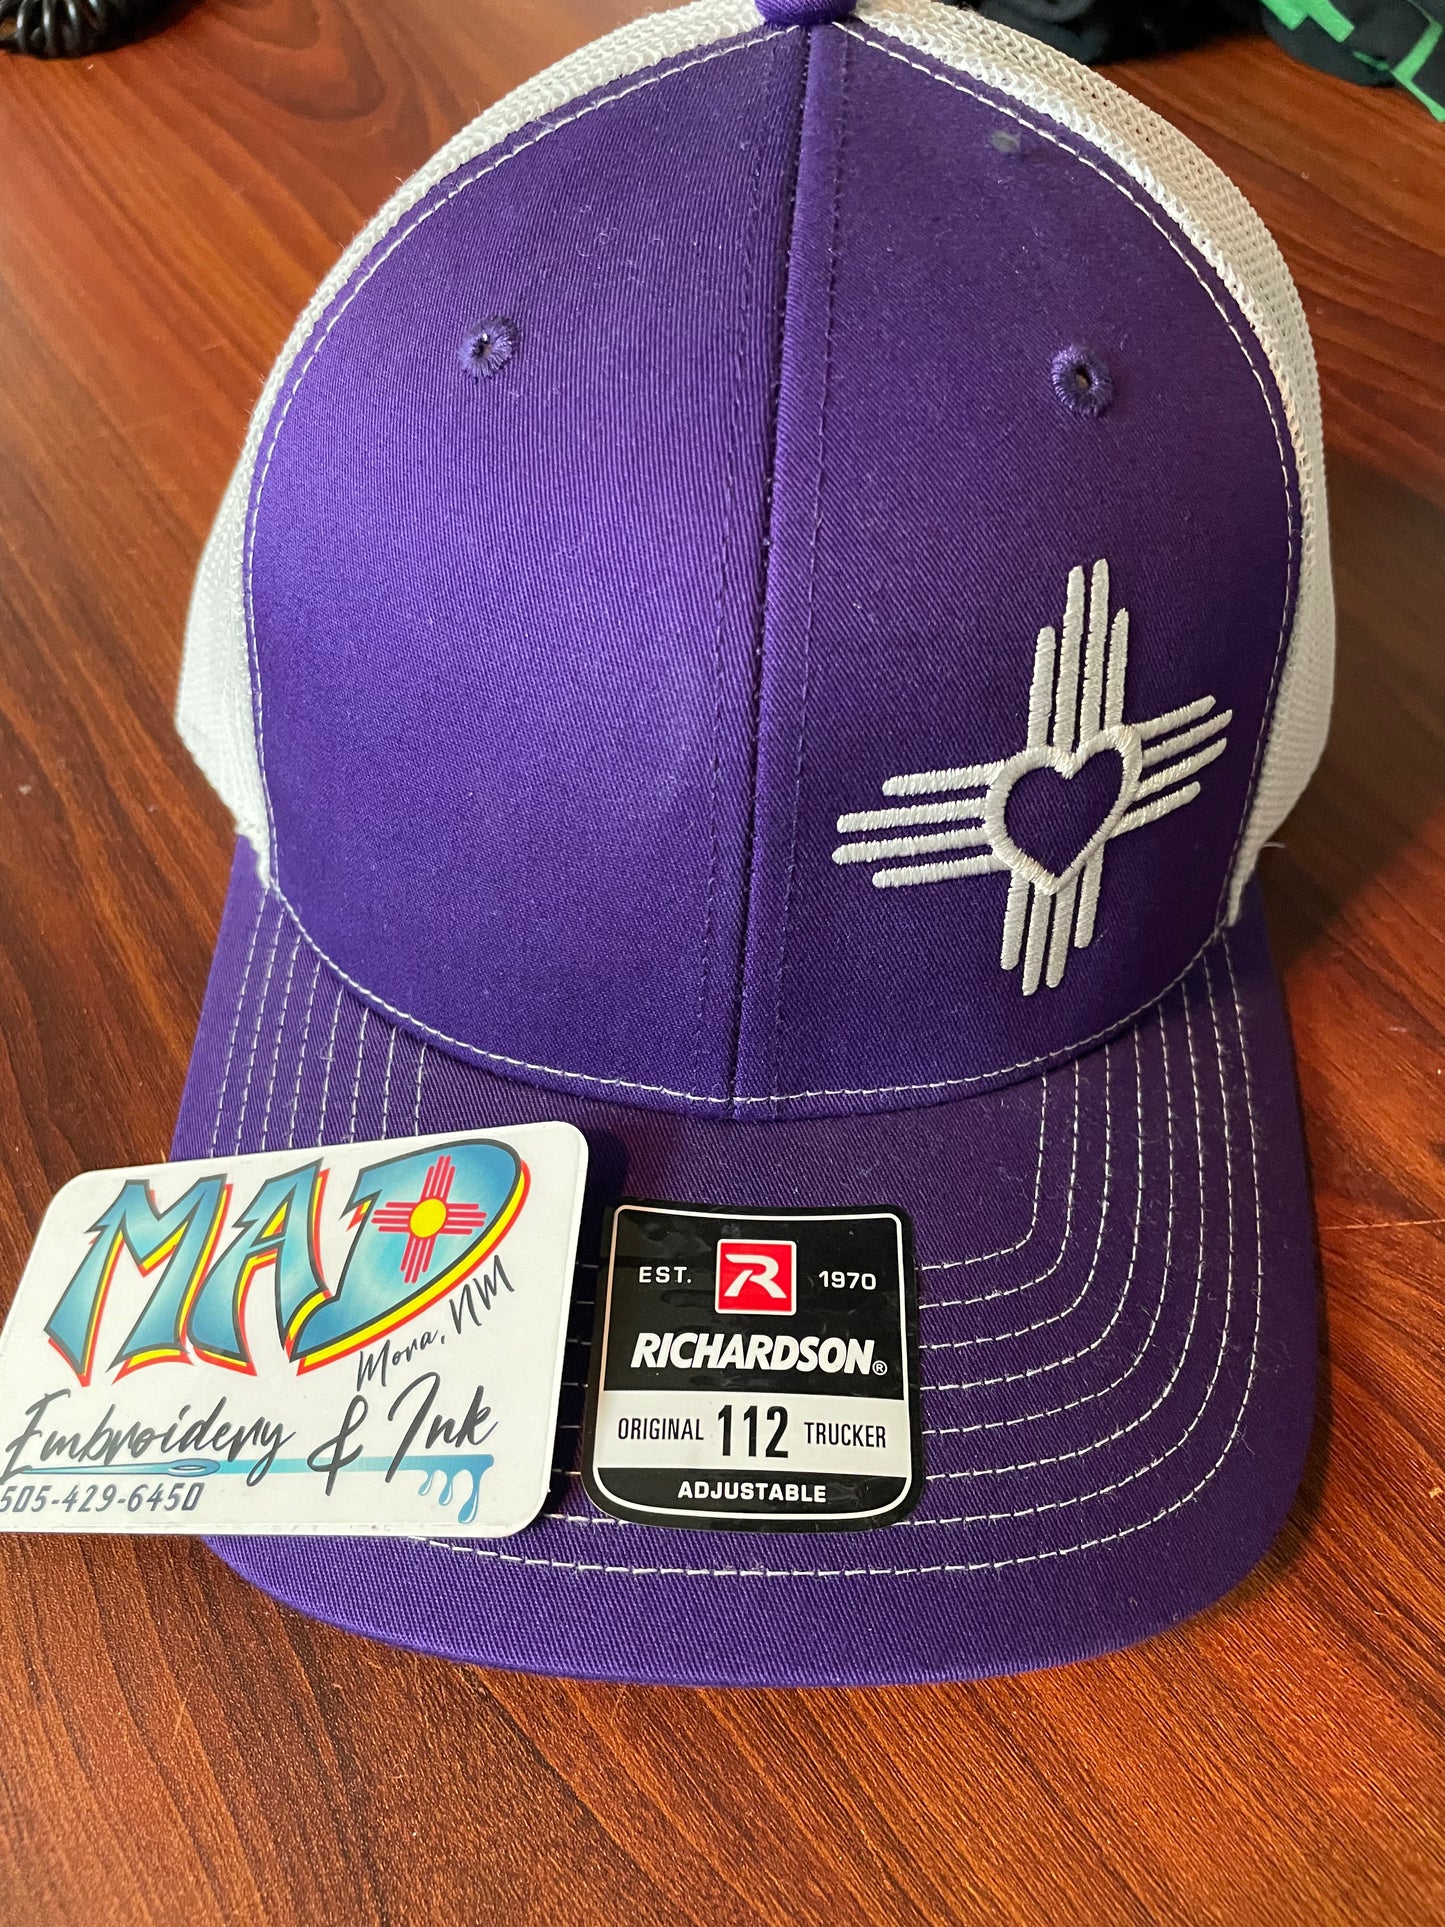 MAD
Mora, NM
Embroidery & Ink
505-429-6450
EST. R 1970
RICHARDSON®
ORIGINAL 112 TRUCKER
ADJUSTABLE